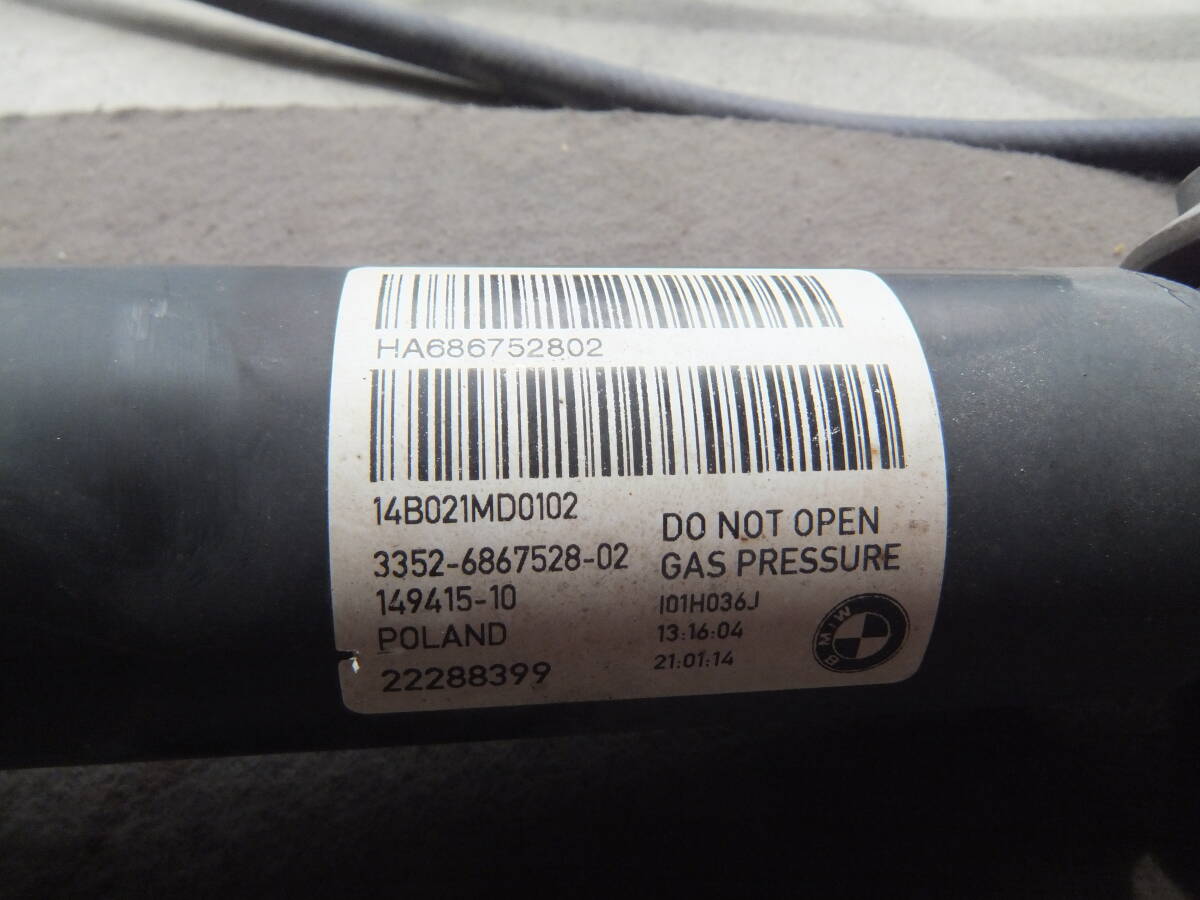 HA686752802
14B021MD0102
3352-6867528-02
149415-10
POLAND
22288399
DO NOT OPEN
GAS PRESSURE
I01H036J
13:16:04
21:01:14
BMW